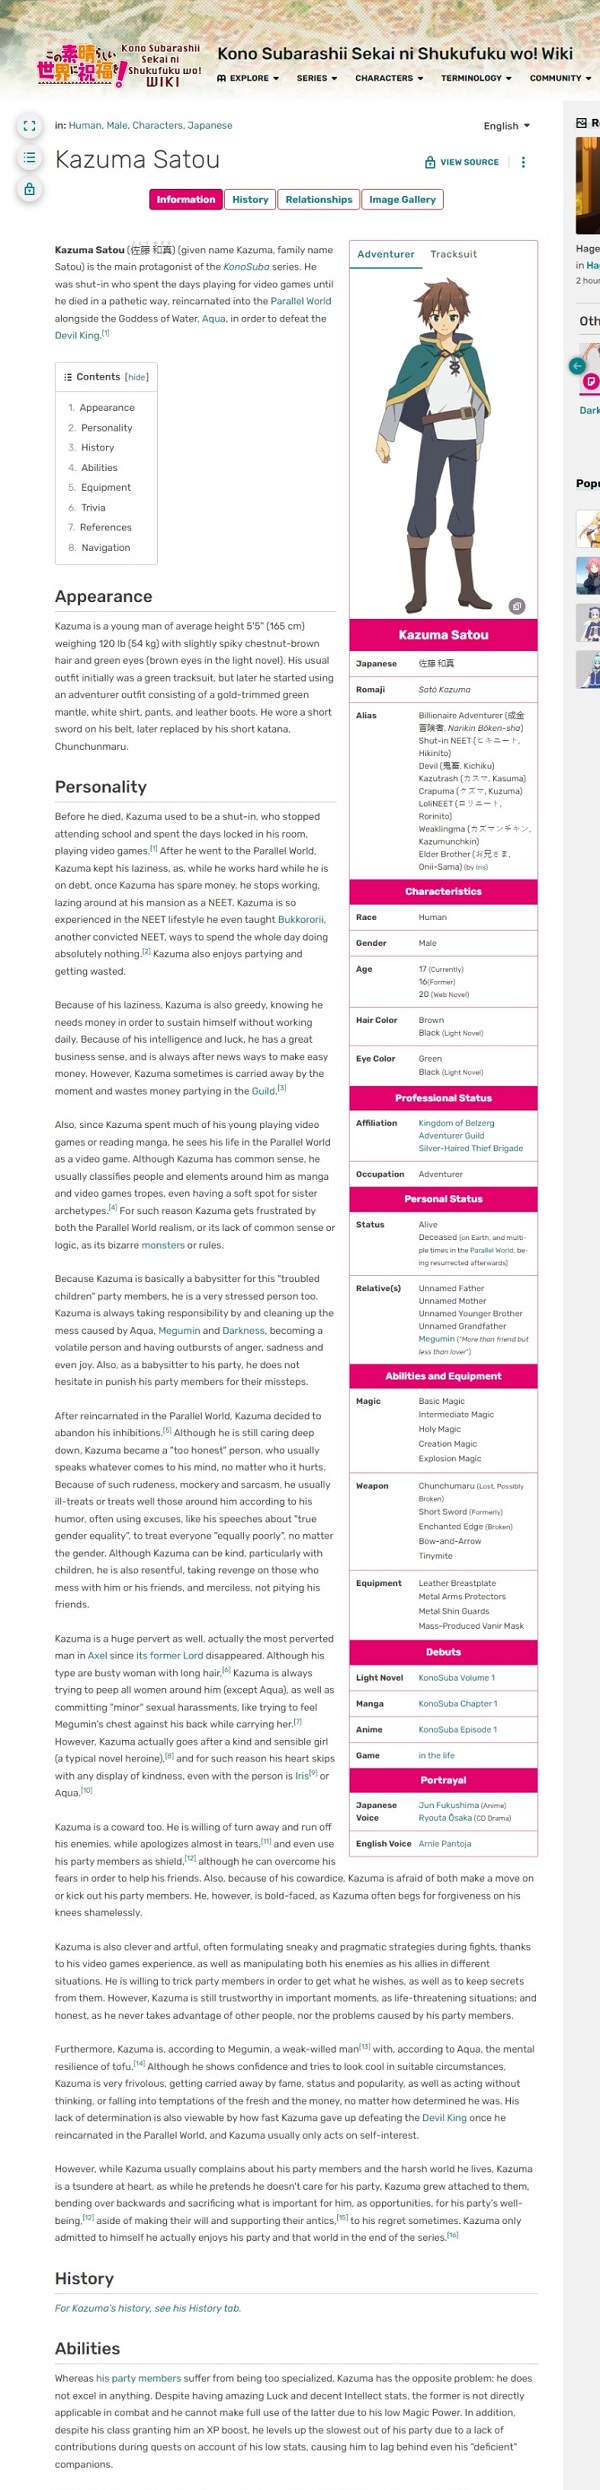 この素晴らしい世界に祝福を!
Kono Subarashii
Sekai ni
Shukufuku wo!
WIKI
Kono Subarashii Sekai ni Shukufuku wo! Wiki
EXPLORE
SERIES
CHARACTERS
TERMINOLOGY
COMMUNITY
in: Human, Male, Characters, Japanese
English
Kazuma Satou
VIEW SOURCE
Information
History
Relationships
Image Gallery
Kazuma Satou (佐藤 和真) (given name Kazuma, family name
Satou) is the main protagonist of the KonoSuba series. He
was shut-in who spent the days playing for video games until
he died in a pathetic way, reincarnated into the Parallel World
alongside the Goddess of Water, Aqua, in order to defeat the
Devil King.[1]
Contents [hide]
1. Appearance
2. Personality
3. History
4. Abilities
5. Equipment
6. Trivia
7. References
8. Navigation
Appearance
Kazuma is a young man of average height 5'5" (165 cm)
weighing 120 lb (54 kg) with slightly spiky chestnut-brown
hair and green eyes (brown eyes in the light novel). His usual
outfit initially was a green tracksuit, but later he started using
an adventurer outfit consisting of a gold-trimmed green
mantle, white shirt, pants, and leather boots. He wore a short
sword on his belt, later replaced by his short katana,
Chunchunmaru.
Personality
Before he died, Kazuma used to be a shut-in, who stopped
attending school and spent the days locked in his room,
playing video games.[1] After he went to the Parallel World,
Kazuma kept his laziness, as, while he works hard while he is
on debt, once Kazuma has spare money, he stops working,
lazing around at his mansion as a NEET. Kazuma is so
experienced in the NEET lifestyle he even taught Bukkororii,
another convicted NEET, ways to spend the whole day doing
absolutely nothing.[2] Kazuma also enjoys partying and
getting wasted.
Because of his laziness, Kazuma is also greedy, knowing he
needs money in order to sustain himself without working
daily. Because of his intelligence and luck, he has a great
business sense, and is always after news ways to make easy
money. However, Kazuma sometimes is carried away by the
moment and wastes money partying in the Guild.[3]
Also, since Kazuma spent much of his young playing video
games or reading manga, he sees his life in the Parallel World
as a video game. Although Kazuma has common sense, he
usually classifies people and elements around him as manga
and video games tropes, even having a soft spot for sister
archetypes.[4] For such reason Kazuma gets frustrated by
both the Parallel World realism, or its lack of common sense or
logic, as its bizarre monsters or rules.
Because Kazuma is basically a babysitter for this "troubled
children" party members, he is a very stressed person too.
Kazuma is always taking responsibility by and cleaning up the
mess caused by Aqua, Megumin and Darkness, becoming a
volatile person and having outbursts of anger, sadness and
even joy. Also, as a babysitter to his party, he does not
hesitate in punish his party members for their missteps.
After reincarnated in the Parallel World, Kazuma decided to
abandon his inhibitions.[5] Although he is still caring deep
down, Kazuma became a "too honest" person, who usually
speaks whatever comes to his mind, no matter who it hurts.
Because of such rudeness, mockery and sarcasm, he usually
ill-treats or treats well those around him according to his
humor, often using excuses, like his speeches about "true
gender equality", to treat everyone "equally poorly", no matter
the gender. Although Kazuma can be kind, particularly with
children, he is also resentful, taking revenge on those who
mess with him or his friends, and merciless, not pitying his
friends.
Kazuma is a huge pervert as well, actually the most perverted
man in Axel since its former Lord disappeared. Although his
type are busty woman with long hair,[6] Kazuma is always
trying to peep all women around him (except Aqua), as well as
committing "minor" sexual harassments, like trying to feel
Megumin's chest against his back while carrying her.[7]
However, Kazuma actually goes after a kind and sensible girl
(a typical novel heroine),[8] and for such reason his heart skips
with any display of kindness, even with the person is Iris[9] or
Aqua.[10]
Kazuma is a coward too. He is willing of turn away and run off
his enemies, while apologizes almost in tears,[11] and even use
his party members as shield,[12] although he can overcome his
fears in order to help his friends. Also, because of his cowardice, Kazuma is afraid of both make a move on
or kick out his party members. He, however, is bold-faced, as Kazuma often begs for forgiveness on his
knees shamelessly.
Kazuma is also clever and artful, often formulating sneaky and pragmatic strategies during fights, thanks
to his video games experience, as well as manipulating both his enemies as his allies in different
situations. He is willing to trick party members in order to get what he wishes, as well as to keep secrets
from them. However, Kazuma is still trustworthy in important moments, as life-threatening situations; and
honest, as he never takes advantage of other people, nor the problems caused by his party members.
Furthermore, Kazuma is, according to Megumin, a weak-willed man[13] with, according to Aqua, the mental
resilience of tofu.[14] Although he shows confidence and tries to look cool in suitable circumstances,
Kazuma is very frivolous, getting carried away by fame, status and popularity, as well as acting without
thinking, or falling into temptations of the fresh and the money, no matter how determined he was. His
lack of determination is also viewable by how fast Kazuma gave up defeating the Devil King once he
reincarnated in the Parallel World, and Kazuma usually only acts on self-interest.
However, while Kazuma usually complains about his party members and the harsh world he lives, Kazuma
is a tsundere at heart, as while he pretends he doesn't care for his party, Kazuma grew attached to them,
bending over backwards and sacrificing what is important for him, as opportunities, for his party's well-
being,[12] aside of making their will and supporting their antics,[15] to his regret sometimes. Kazuma only
admitted to himself he actually enjoys his party and that world in the end of the series.[16]
History
For Kazuma's history, see his History tab.
Abilities
Whereas his party members suffer from being too specialized, Kazuma has the opposite problem: he does
not excel in anything. Despite having amazing Luck and decent Intellect stats, the former is not directly
applicable in combat and he cannot make full use of the latter due to his low Magic Power. In addition,
despite his class granting him an XP boost, he levels up the slowest out of his party due to a lack of
contributions during quests on account of his low stats, causing him to lag behind even his "deficient"
companions.
Adventurer
Tracksuit
Kazuma Satou
Japanese 佐藤 和真
Romaji Satō Kazuma
Alias Billionaire Adventurer (成金
冒険者, Narikin Bōken-sha)
Shut-in NEET (ヒキニート,
Hikinito)
Devil (鬼畜, Kichiku)
Kazutrash (カスマ, Kasuma)
Crapuma (クズマ, Kuzuma)
LoliNEET (ロリニート,
Rorinito)
Weaklingma (カズマンチキン,
Kazumunchkin)
Elder Brother (お兄さま,
Onii-Sama) (by Iris)
Characteristics
Race Human
Gender Male
Age 17 (Currently)
16(Former)
20 (Web Novel)
Hair Color Brown
Black (Light Novel)
Eye Color Green
Black (Light Novel)
Professional Status
Affiliation Kingdom of Belzerg
Adventurer Guild
Silver-Haired Thief Brigade
Occupation Adventurer
Personal Status
Status Alive
Deceased (on Earth, and multi-
ple times in the Parallel World, be-
ing resurrected afterwards)
Relative(s) Unnamed Father
Unnamed Mother
Unnamed Younger Brother
Unnamed Grandfather
Megumin ("More than friend but
less than lover")
Abilities and Equipment
Magic Basic Magic
Intermediate Magic
Holy Magic
Creation Magic
Explosion Magic
Weapon Chunchumaru (Lost, Possibly
Broken)
Short Sword (Formerly)
Enchanted Edge (Broken)
Bow-and-Arrow
Tinymite
Equipment Leather Breastplate
Metal Arms Protectors
Metal Shin Guards
Mass-Produced Vanir Mask
Debuts
Light Novel KonoSuba Volume 1
Manga KonoSuba Chapter 1
Anime KonoSuba Episode 1
Game in the life
Portrayal
Japanese Voice Jun Fukushima (Anime)
Ryouta Ōsaka (CD Drama)
English Voice Arnie Pantoja
Hage
in Ha
2 hour
Oth
Dark
Popu